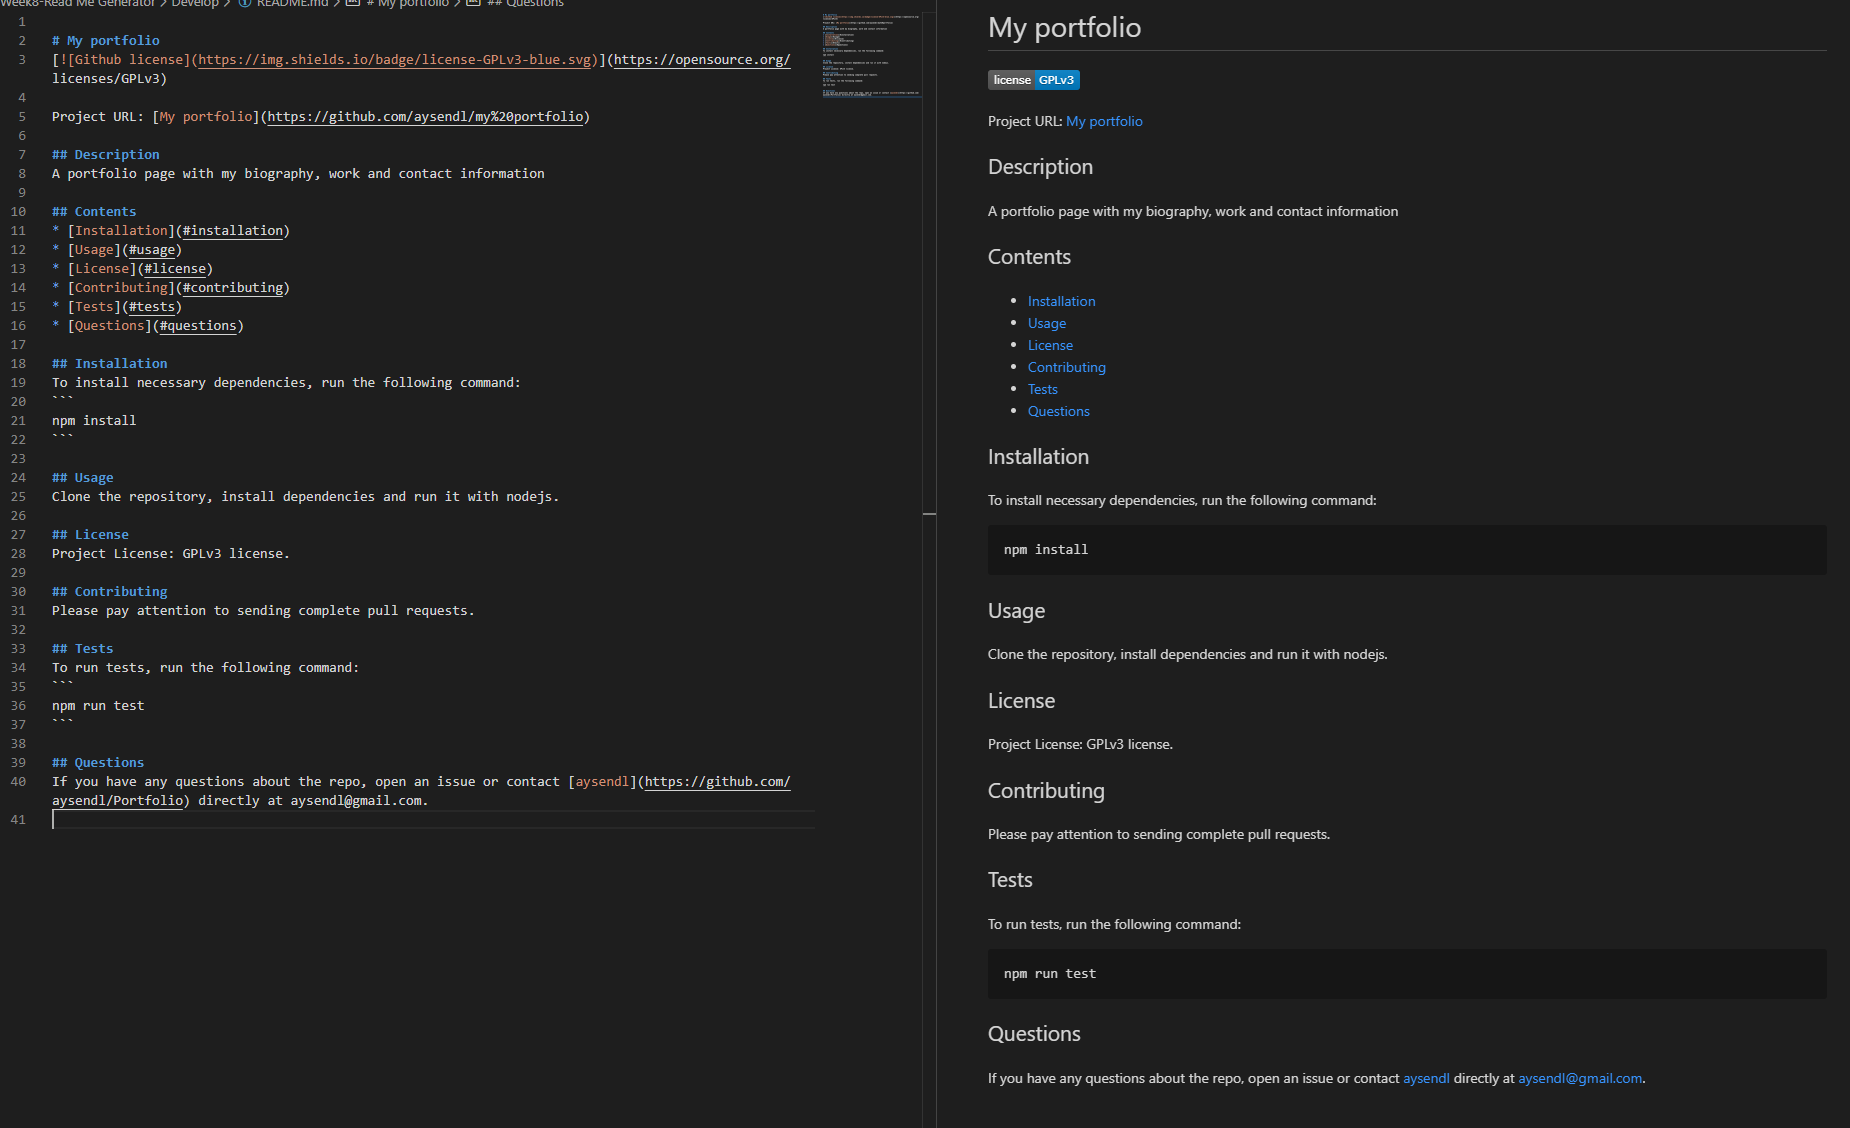 Week8-Read Me Generator > Develop > README.md > # My portfolio > ## Questions
1
2 # My portfolio
3 [![Github license](https://img.shields.io/badge/license-GPLv3-blue.svg)](https://opensource.org/
licenses/GPLv3)
4
5 Project URL: [My portfolio](https://github.com/aysendl/my%20portfolio)
6
7 ## Description
8 A portfolio page with my biography, work and contact information
9
10 ## Contents
11 * [Installation](#installation)
12 * [Usage](#usage)
13 * [License](#license)
14 * [Contributing](#contributing)
15 * [Tests](#tests)
16 * [Questions](#questions)
17
18 ## Installation
19 To install necessary dependencies, run the following command:
20 ```
21 npm install
22 ```
23
24 ## Usage
25 Clone the repository, install dependencies and run it with nodejs.
26
27 ## License
28 Project License: GPLv3 license.
29
30 ## Contributing
31 Please pay attention to sending complete pull requests.
32
33 ## Tests
34 To run tests, run the following command:
35 ```
36 npm run test
37 ```
38
39 ## Questions
40 If you have any questions about the repo, open an issue or contact [aysendl](https://github.com/
aysendl/Portfolio) directly at aysendl@gmail.com.
41
My portfolio
license GPLv3
Project URL: My portfolio
Description
A portfolio page with my biography, work and contact information
Contents
• Installation
• Usage
• License
• Contributing
• Tests
• Questions
Installation
To install necessary dependencies, run the following command:
npm install
Usage
Clone the repository, install dependencies and run it with nodejs.
License
Project License: GPLv3 license.
Contributing
Please pay attention to sending complete pull requests.
Tests
To run tests, run the following command:
npm run test
Questions
If you have any questions about the repo, open an issue or contact aysendl directly at aysendl@gmail.com.